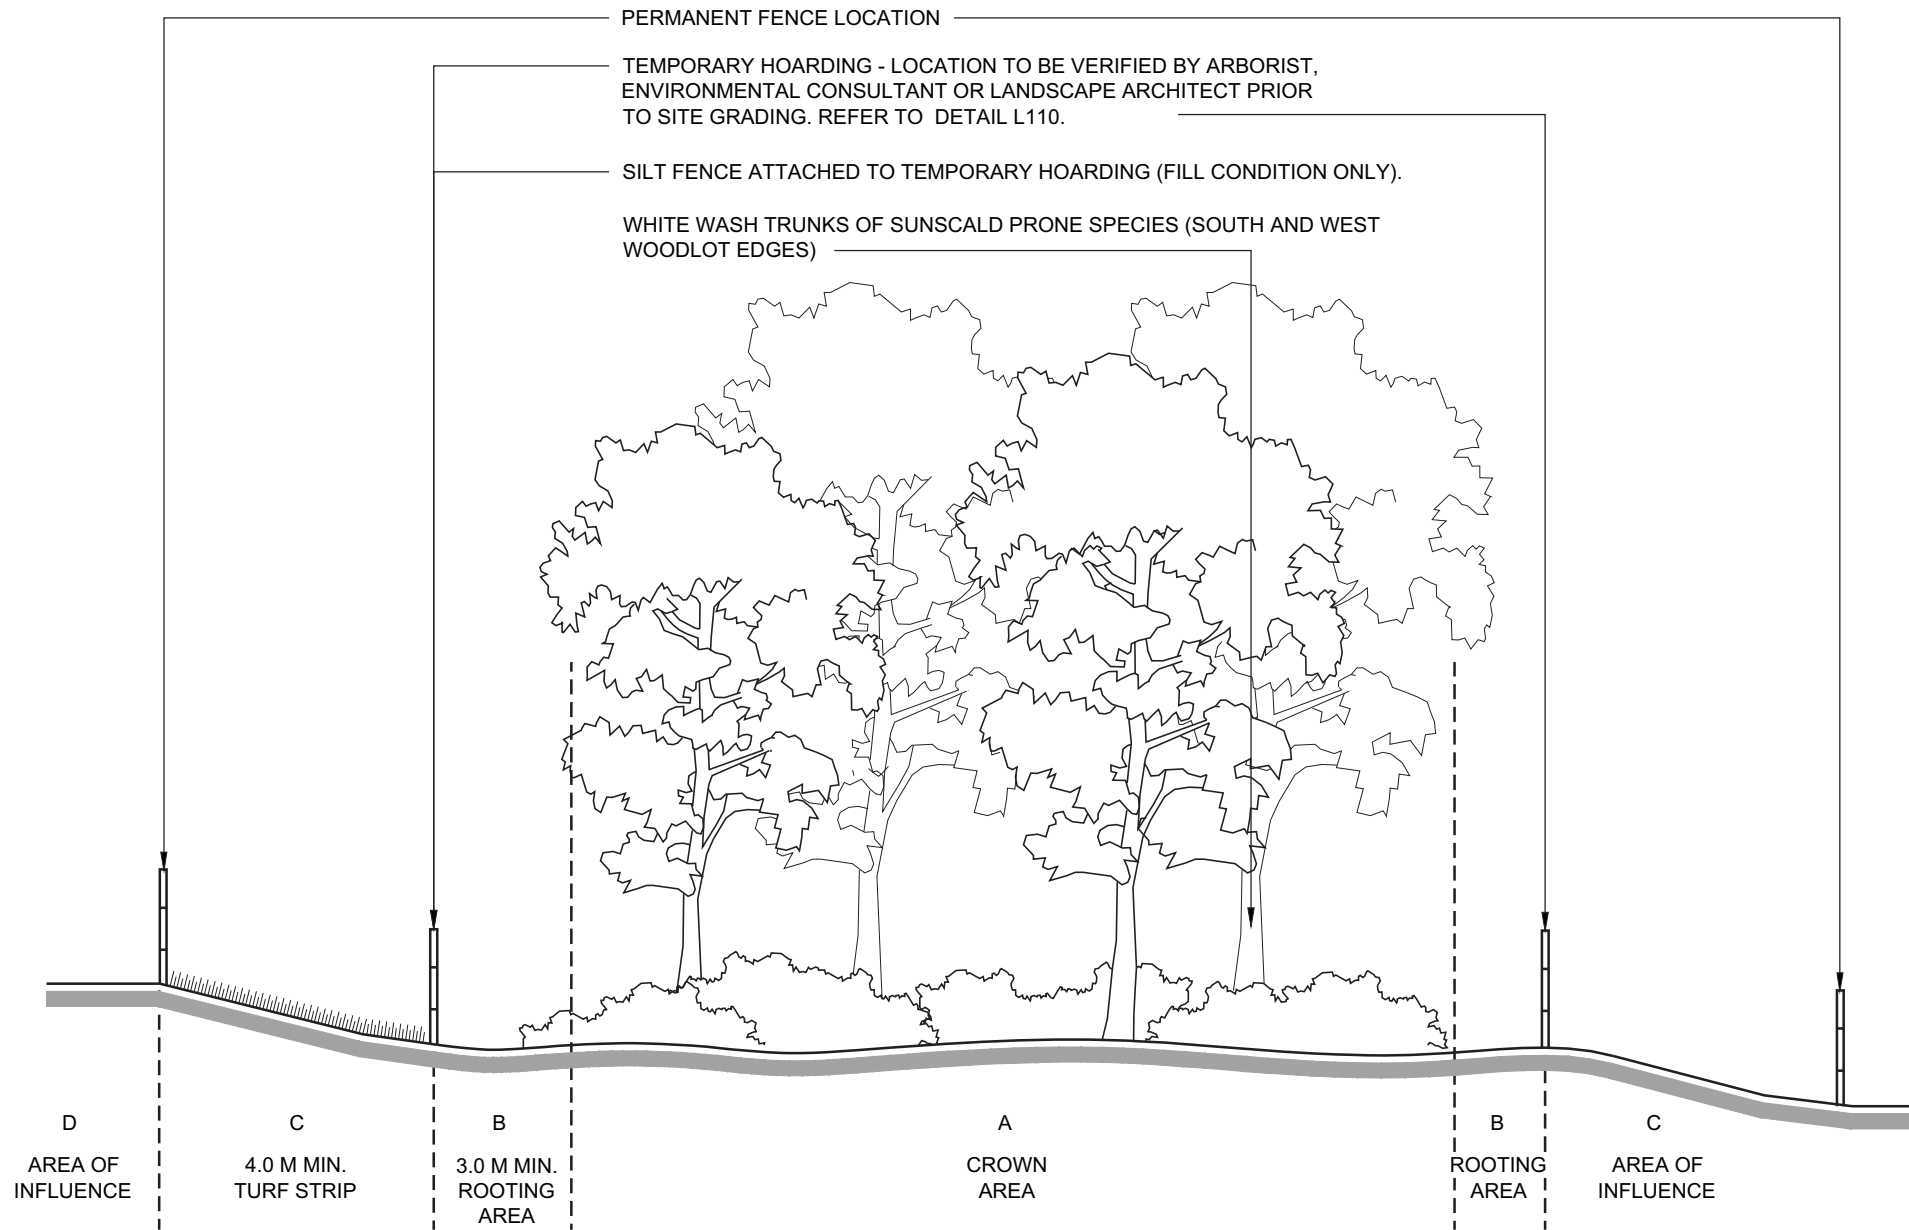 PERMANENT FENCE LOCATION
TEMPORARY HOARDING - LOCATION TO BE VERIFIED BY ARBORIST,
ENVIRONMENTAL CONSULTANT OR LANDSCAPE ARCHITECT PRIOR
TO SITE GRADING. REFER TO DETAIL L110.
SILT FENCE ATTACHED TO TEMPORARY HOARDING (FILL CONDITION ONLY).
WHITE WASH TRUNKS OF SUNSCALD PRONE SPECIES (SOUTH AND WEST
WOODLOT EDGES)
D
AREA OF
INFLUENCE
C
4.0 M MIN.
TURF STRIP
B
3.0 M MIN.
ROOTING
AREA
A
CROWN
AREA
B
ROOTING
AREA
C
AREA OF
INFLUENCE